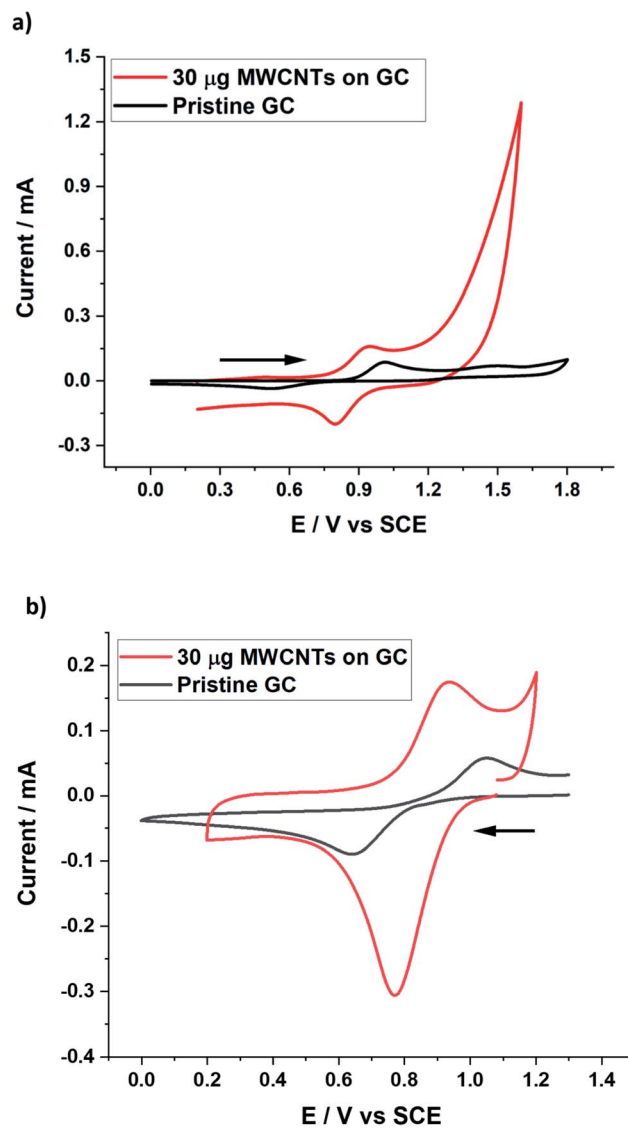 a)
1.5
30 μg MWCNTs on GC
Pristine GC
1.2
0.9
0.6
0.3
0.0
-0.3
Current / mA
0.0 0.3 0.6 0.9 1.2 1.5 1.8
E / V vs SCE
b)
0.2
30 μg MWCNTs on GC
Pristine GC
0.1
0.0
-0.1
-0.2
-0.3
-0.4
Current / mA
0.0 0.2 0.4 0.6 0.8 1.0 1.2 1.4
E / V vs SCE